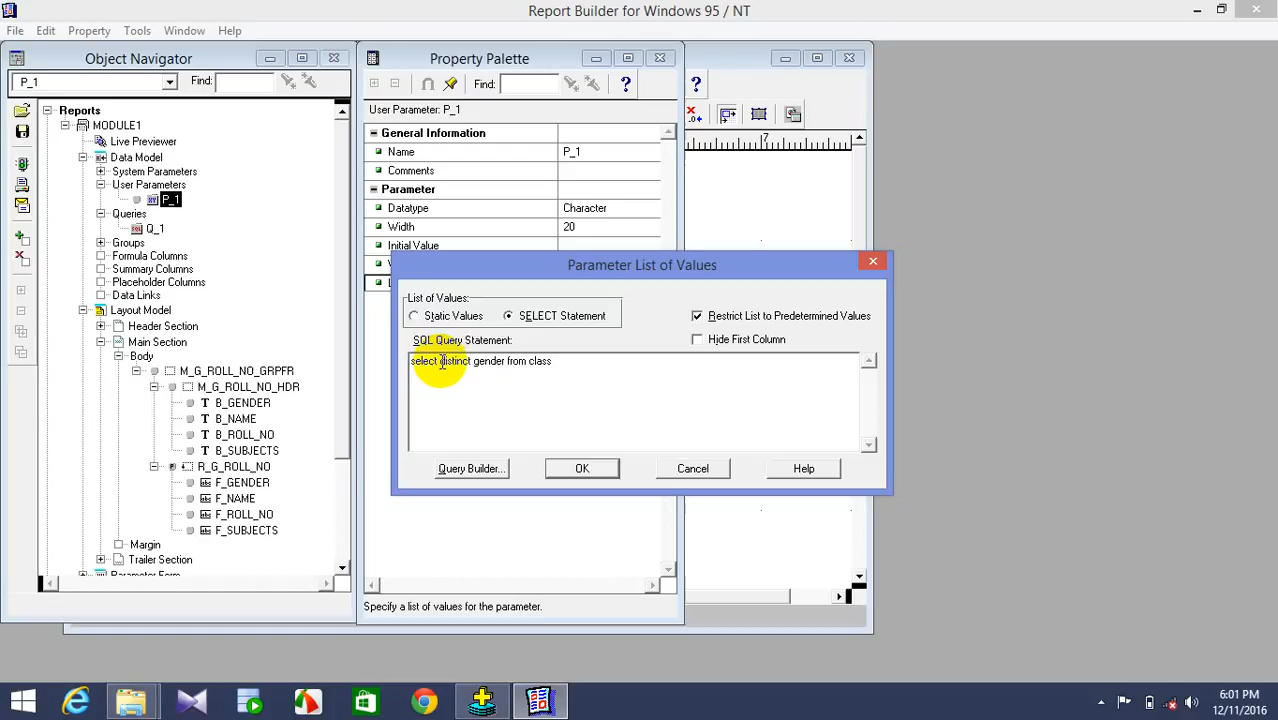 Report Builder for Windows 95 / NT
File Edit Property Tools Window Help
Object Navigator
P_1 Find:
Reports
MODULE1
Live Previewer
Data Model
System Parameters
User Parameters
P_1
Queries
Q_1
Groups
Formula Columns
Summary Columns
Placeholder Columns
Data Links
Layout Model
Header Section
Main Section
Body
M_G_ROLL_NO_GRPFR
M_G_ROLL_NO_HDR
B_GENDER
B_NAME
B_ROLL_NO
B_SUBJECTS
R_G_ROLL_NO
F_GENDER
F_NAME
F_ROLL_NO
F_SUBJECTS
Margin
Trailer Section
Parameter Form
Property Palette
Find:
User Parameter: P_1
General Information
Name P_1
Comments
Parameter
Datatype Character
Width 20
Initial Value
Specify a list of values for the parameter.
7
Parameter List of Values
List of Values:
Static Values SELECT Statement
Restrict List to Predetermined Values
SQL Query Statement:
Hide First Column
select distinct gender from class
Query Builder... OK Cancel Help
6:01 PM
12/11/2016